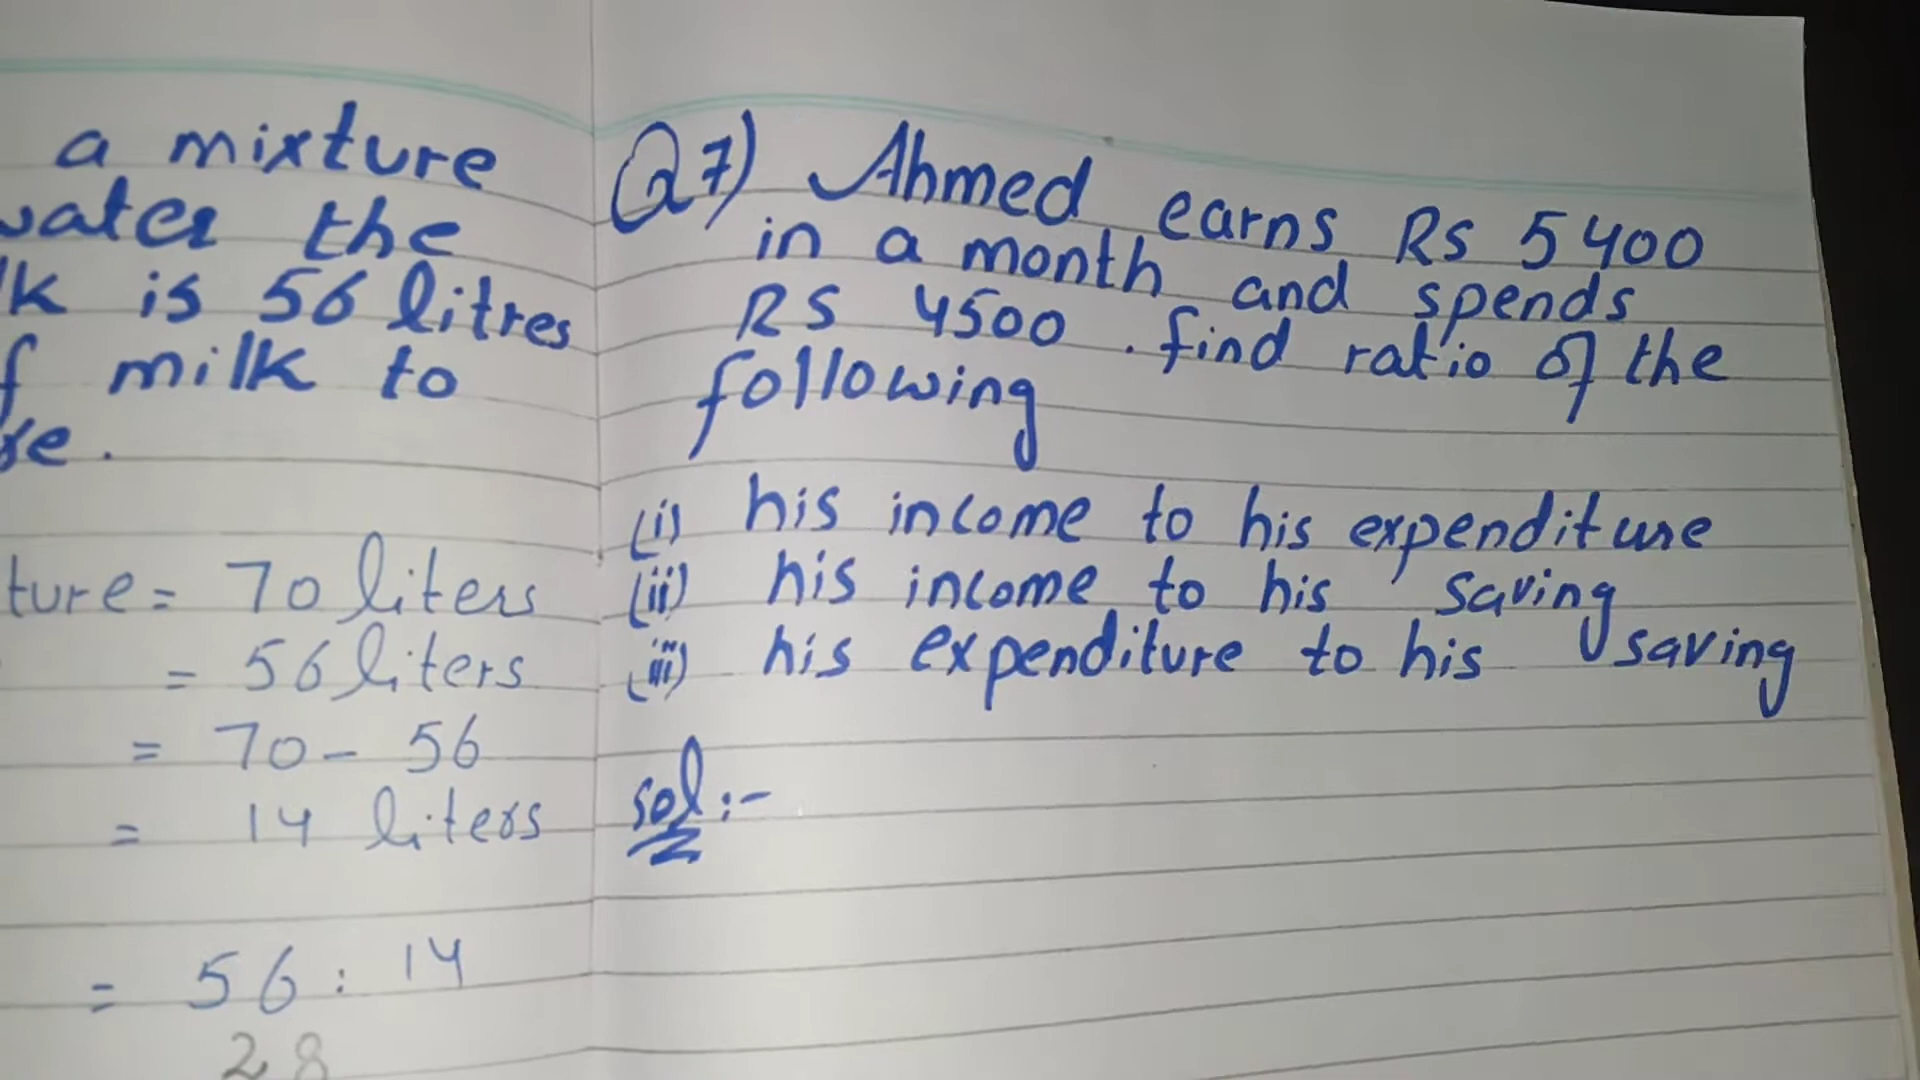 a mixture
water the
is 56 litres
milk to
ture = 70 liters
= 56 liters
= 70 - 56
= 14 liters
= 56 : 14
28
Q7) Ahmed earns Rs 5400
in a month and spends
RS 4500 . find ratio of the
following
(i) his income to his expenditure
(ii) his income to his saving
(iii) his expenditure to his saving
sol:-